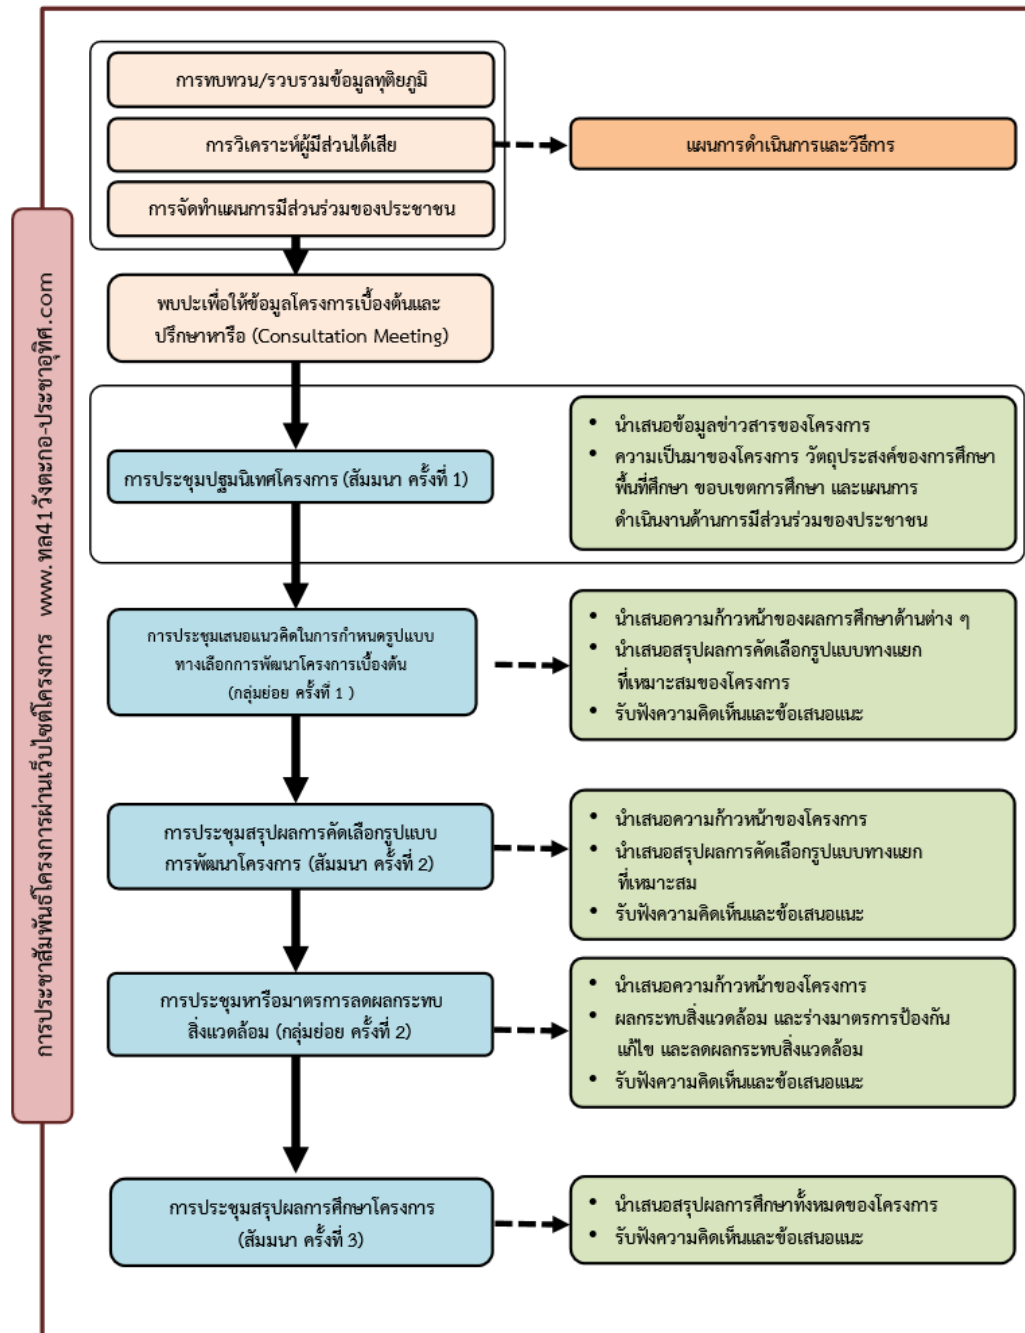 การทบทวน/รวบรวมข้อมูลทุติยภูมิ
การวิเคราะห์ผู้มีส่วนได้เสีย
แผนการดำเนินการและวิธีการ
การจัดทำแผนการมีส่วนร่วมของประชาชน
พบปะเพื่อให้ข้อมูลโครงการเบื้องต้นและ
ปรึกษาหารือ (Consultation Meeting)
การประชุมปฐมนิเทศโครงการ (สัมมนา ครั้งที่ 1)
• นำเสนอข้อมูลข่าวสารของโครงการ
• ความเป็นมาของโครงการ วัตถุประสงค์ของการศึกษา
พื้นที่ศึกษา ขอบเขตการศึกษา และแผนการ
ดำเนินงานด้านการมีส่วนร่วมของประชาชน
การประชุมเสนอแนวคิดในการกำหนดรูปแบบ
ทางเลือกการพัฒนาโครงการเบื้องต้น
(กลุ่มย่อย ครั้งที่ 1 )
• นำเสนอความก้าวหน้าของผลการศึกษาด้านต่าง ๆ
• นำเสนอสรุปผลการคัดเลือกรูปแบบทางแยก
ที่เหมาะสมของโครงการ
• รับฟังความคิดเห็นและข้อเสนอแนะ
การประชุมสรุปผลการคัดเลือกรูปแบบ
การพัฒนาโครงการ (สัมมนา ครั้งที่ 2)
• นำเสนอความก้าวหน้าของโครงการ
• นำเสนอสรุปผลการคัดเลือกรูปแบบทางแยก
ที่เหมาะสม
• รับฟังความคิดเห็นและข้อเสนอแนะ
การประชุมหารือมาตรการลดผลกระทบ
สิ่งแวดล้อม (กลุ่มย่อย ครั้งที่ 2)
• นำเสนอความก้าวหน้าของโครงการ
• ผลกระทบสิ่งแวดล้อม และร่างมาตรการป้องกัน
แก้ไข และลดผลกระทบสิ่งแวดล้อม
• รับฟังความคิดเห็นและข้อเสนอแนะ
การประชุมสรุปผลการศึกษาโครงการ
(สัมมนา ครั้งที่ 3)
• นำเสนอสรุปผลการศึกษาทั้งหมดของโครงการ
• รับฟังความคิดเห็นและข้อเสนอแนะ
การประชาสัมพันธ์โครงการผ่านเว็บไซต์โครงการ www.ทล41วังตะกอ-ประชาอุทิศ.com